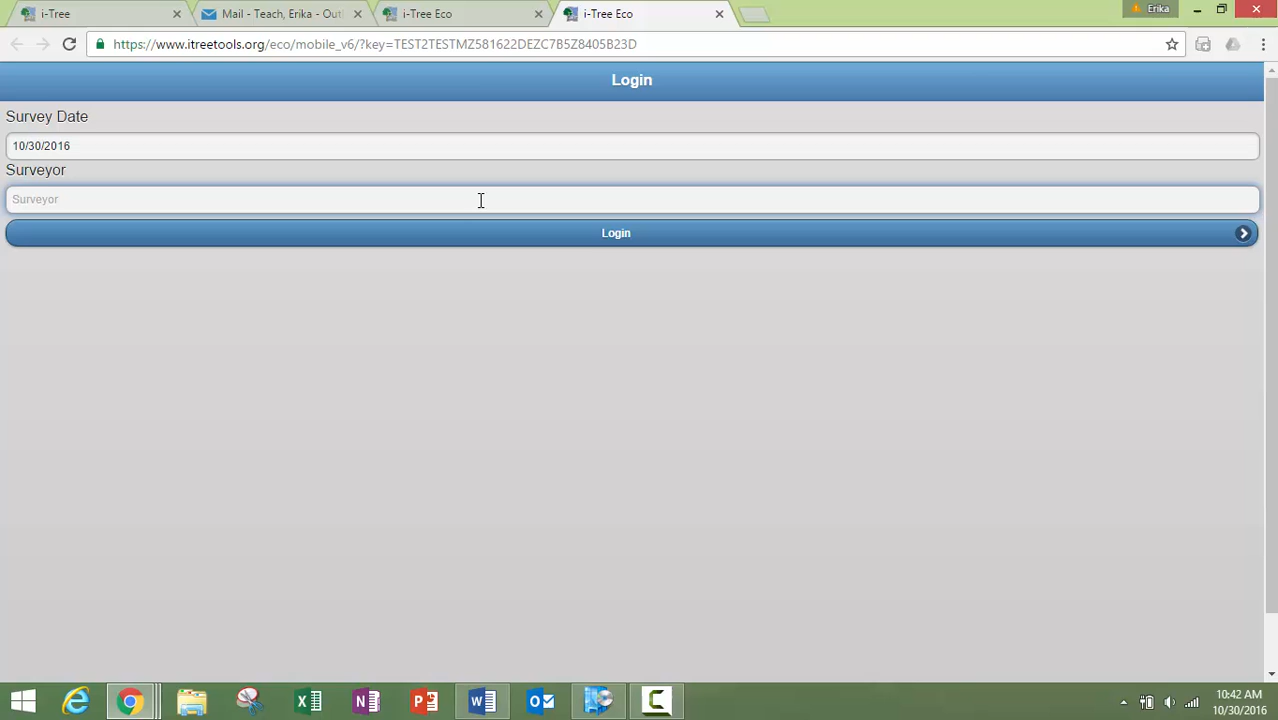 i-Tree
Mail - Teach, Erika - Outl
i-Tree Eco
i-Tree Eco
Erika
https://www.itreetools.org/eco/mobile_v6/?key=TEST2TESTMZ581622DEZC7B5Z8405B23D
Login
Survey Date
10/30/2016
Surveyor
Surveyor
Login
10:42 AM
10/30/2016